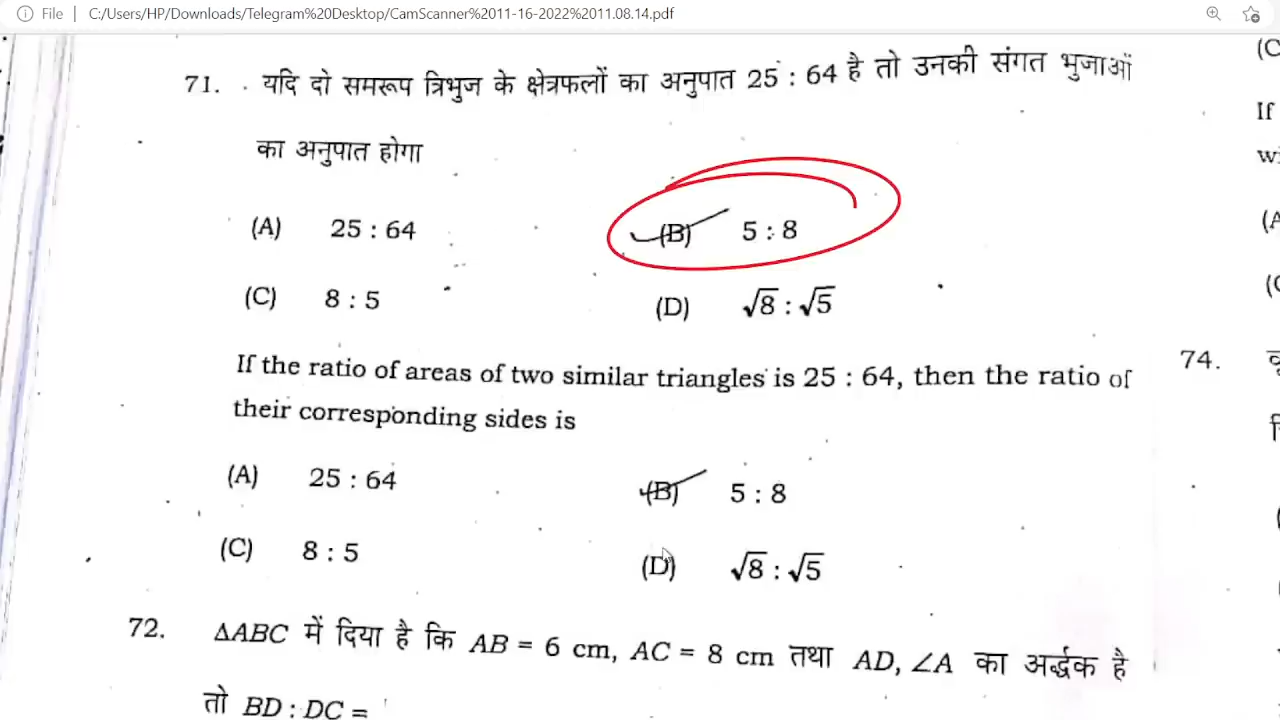 File | C:/Users/HP/Downloads/Telegram%20Desktop/CamScanner%2011-16-2022%2011.08.14.pdf
71. यदि दो समरूप त्रिभुज के क्षेत्रफलों का अनुपात 25 : 64 है तो उनकी संगत भुजाओं
का अनुपात होगा
(A) 25 : 64 (B) 5 : 8
(C) 8 : 5 (D) √8 : √5
If the ratio of areas of two similar triangles is 25 : 64, then the ratio of
their corresponding sides is
(A) 25 : 64 (B) 5 : 8
(C) 8 : 5 (D) √8 : √5
72. ΔABC में दिया है कि AB = 6 cm, AC = 8 cm तथा AD, ∠A का अर्द्धक है
तो BD : DC =
If
74.